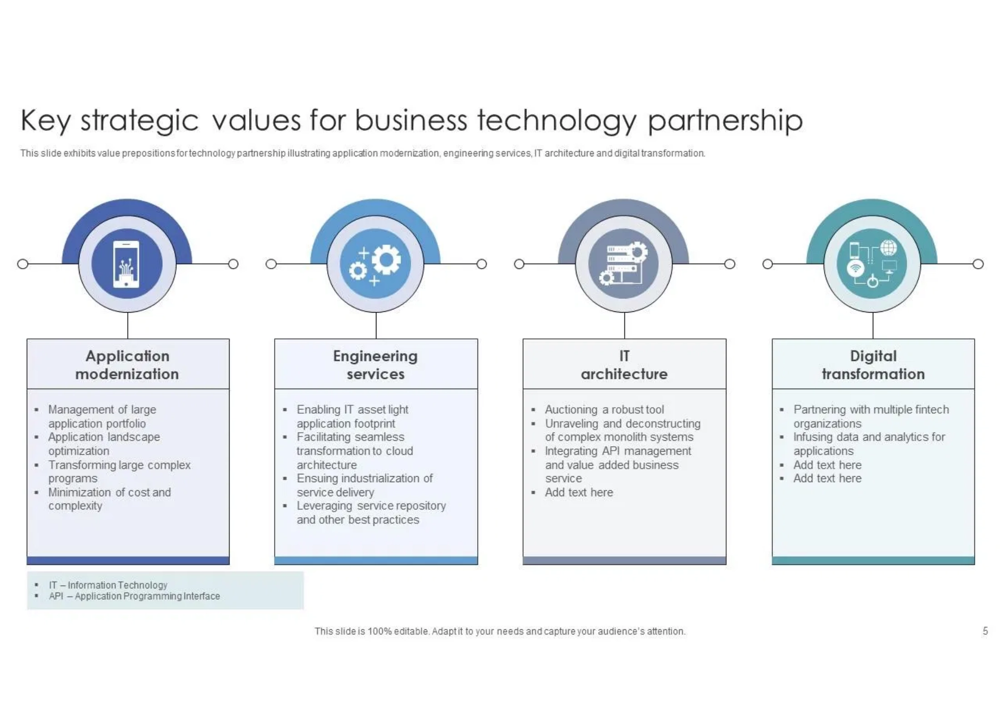 Key strategic values for business technology partnership
This slide exhibits value prepositions for technology partnership illustrating application modernization, engineering services, IT architecture and digital transformation.
Application
modernization
▪ Management of large
application portfolio
▪ Application landscape
optimization
▪ Transforming large complex
programs
▪ Minimization of cost and
complexity
Engineering
services
▪ Enabling IT asset light
application footprint
▪ Facilitating seamless
transformation to cloud
architecture
▪ Ensuing industrialization of
service delivery
▪ Leveraging service repository
and other best practices
IT
architecture
▪ Auctioning a robust tool
▪ Unraveling and deconstructing
of complex monolith systems
▪ Integrating API management
and value added business
service
▪ Add text here
Digital
transformation
▪ Partnering with multiple fintech
organizations
▪ Infusing data and analytics for
applications
▪ Add text here
▪ Add text here
▪ IT – Information Technology
▪ API – Application Programming Interface
This slide is 100% editable. Adapt it to your needs and capture your audience's attention.
5